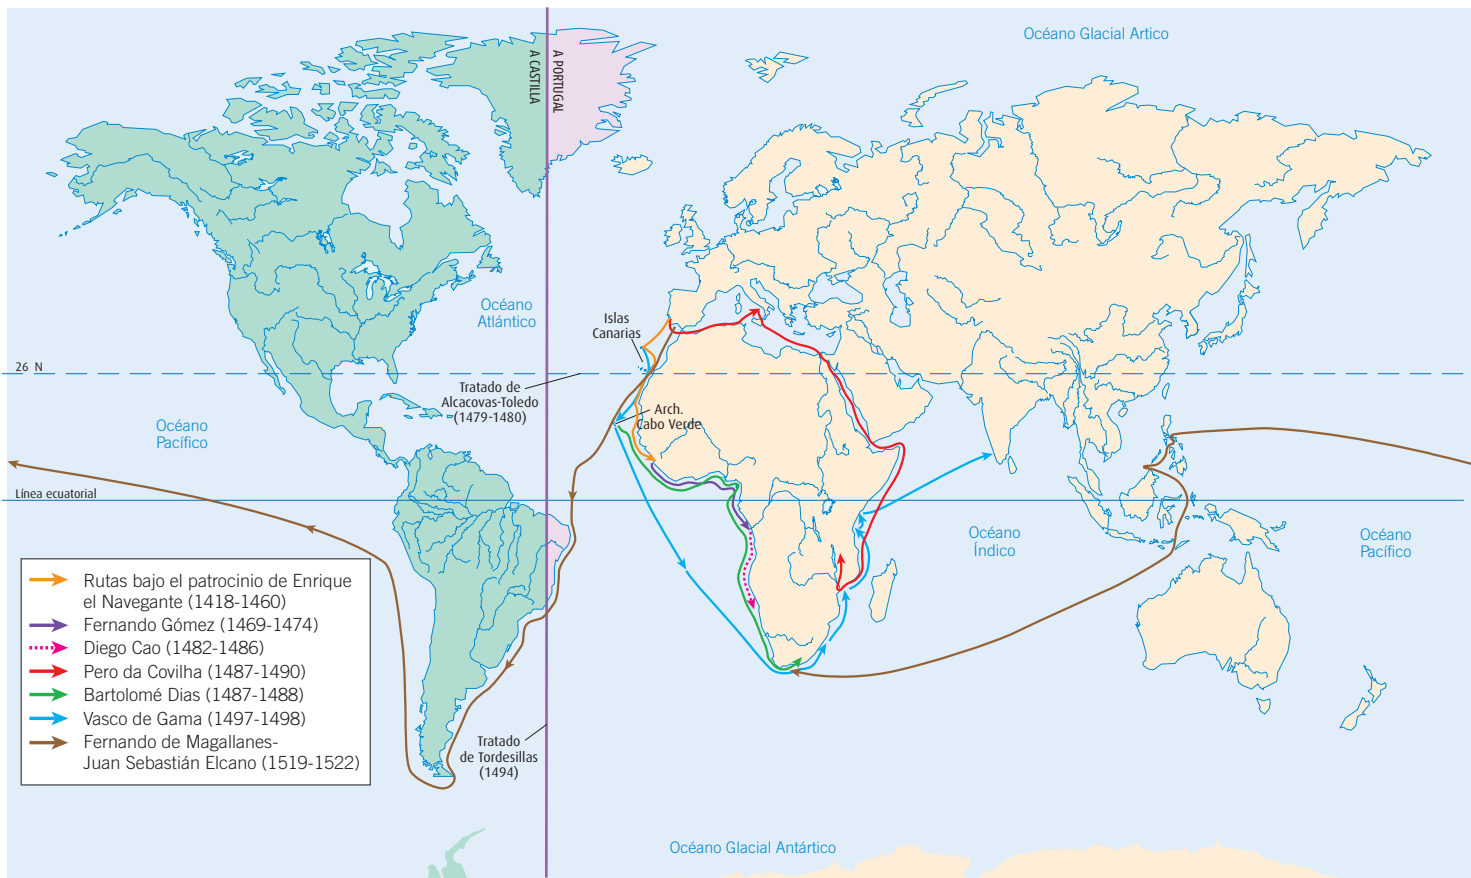 Océano Glacial Artico
A PORTUGAL
A CASTILLA
Océano
Atlántico
Islas
Canarias
26 N
Tratado de
Alcacovas-Toledo
(1479-1480)
Arch.
Cabo Verde
Océano
Pacífico
Línea ecuatorial
Océano
Índico
Océano
Pacífico
Rutas bajo el patrocinio de Enrique
el Navegante (1418-1460)
Fernando Gómez (1469-1474)
Diego Cao (1482-1486)
Pero da Covilha (1487-1490)
Bartolomé Dias (1487-1488)
Vasco de Gama (1497-1498)
Fernando de Magallanes-
Juan Sebastián Elcano (1519-1522)
Tratado
de Tordesillas
(1494)
Océano Glacial Antártico